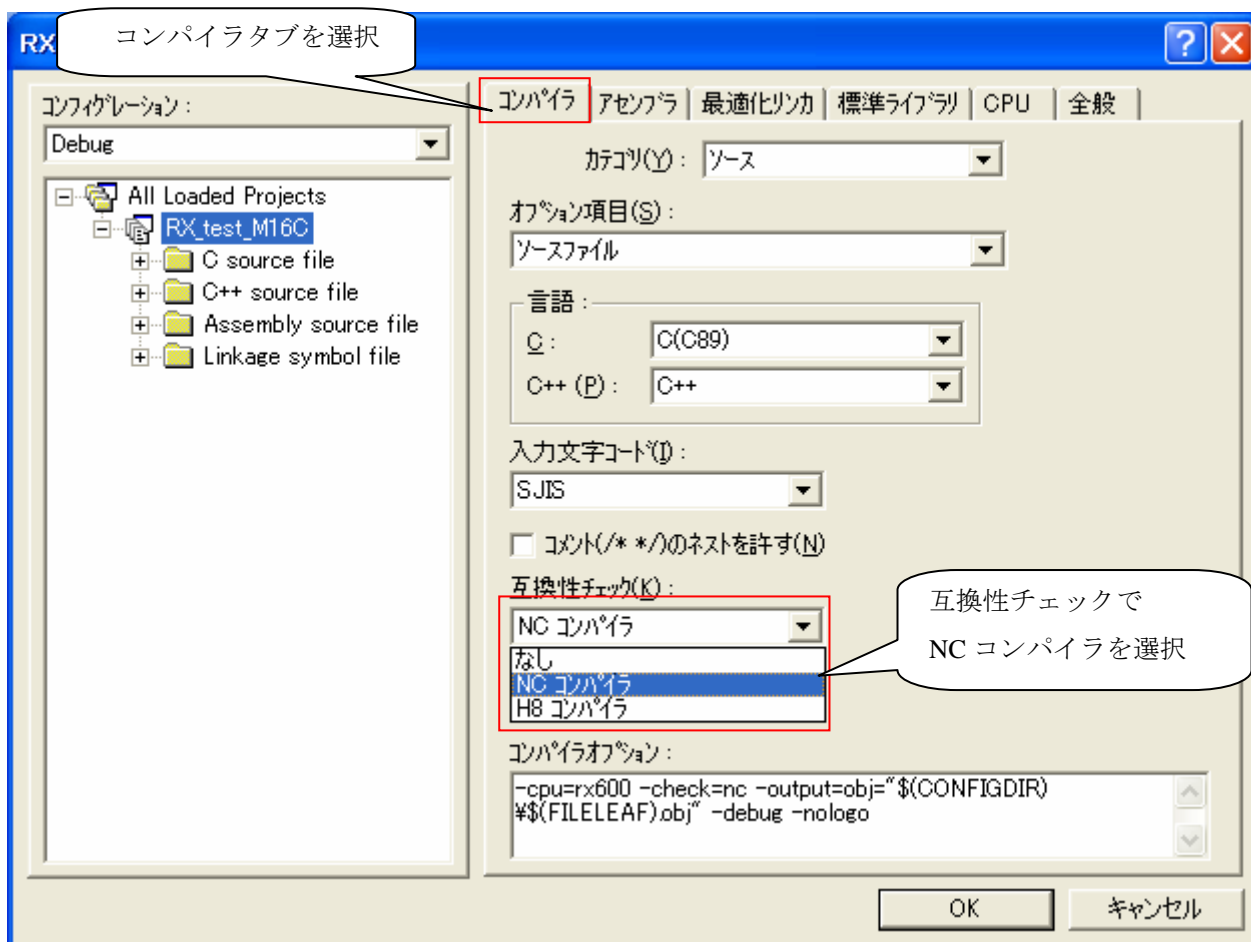 RX
コンパイラタブを選択
コンフィグレーション :
Debug
All Loaded Projects
RX_test_M16C
C source file
C++ source file
Assembly source file
Linkage symbol file
コンパイラ アセンブラ 最適化リンカ 標準ライブラリ CPU 全般
カテゴリ(Y) : ソース
オプション項目(S) :
ソースファイル
言語 :
C : C(C89)
C++ (P) : C++
入力文字コード(I) :
SJIS
コメント(/* */)のネストを許す(N)
互換性チェック(K) :
NC コンパイラ
なし
NC コンパイラ
H8 コンパイラ
互換性チェックで
NC コンパイラを選択
コンパイラオプション :
-cpu=rx600 -check=nc -output=obj="$(CONFIGDIR)
¥$(FILELEAF).obj" -debug -nologo
OK キャンセル